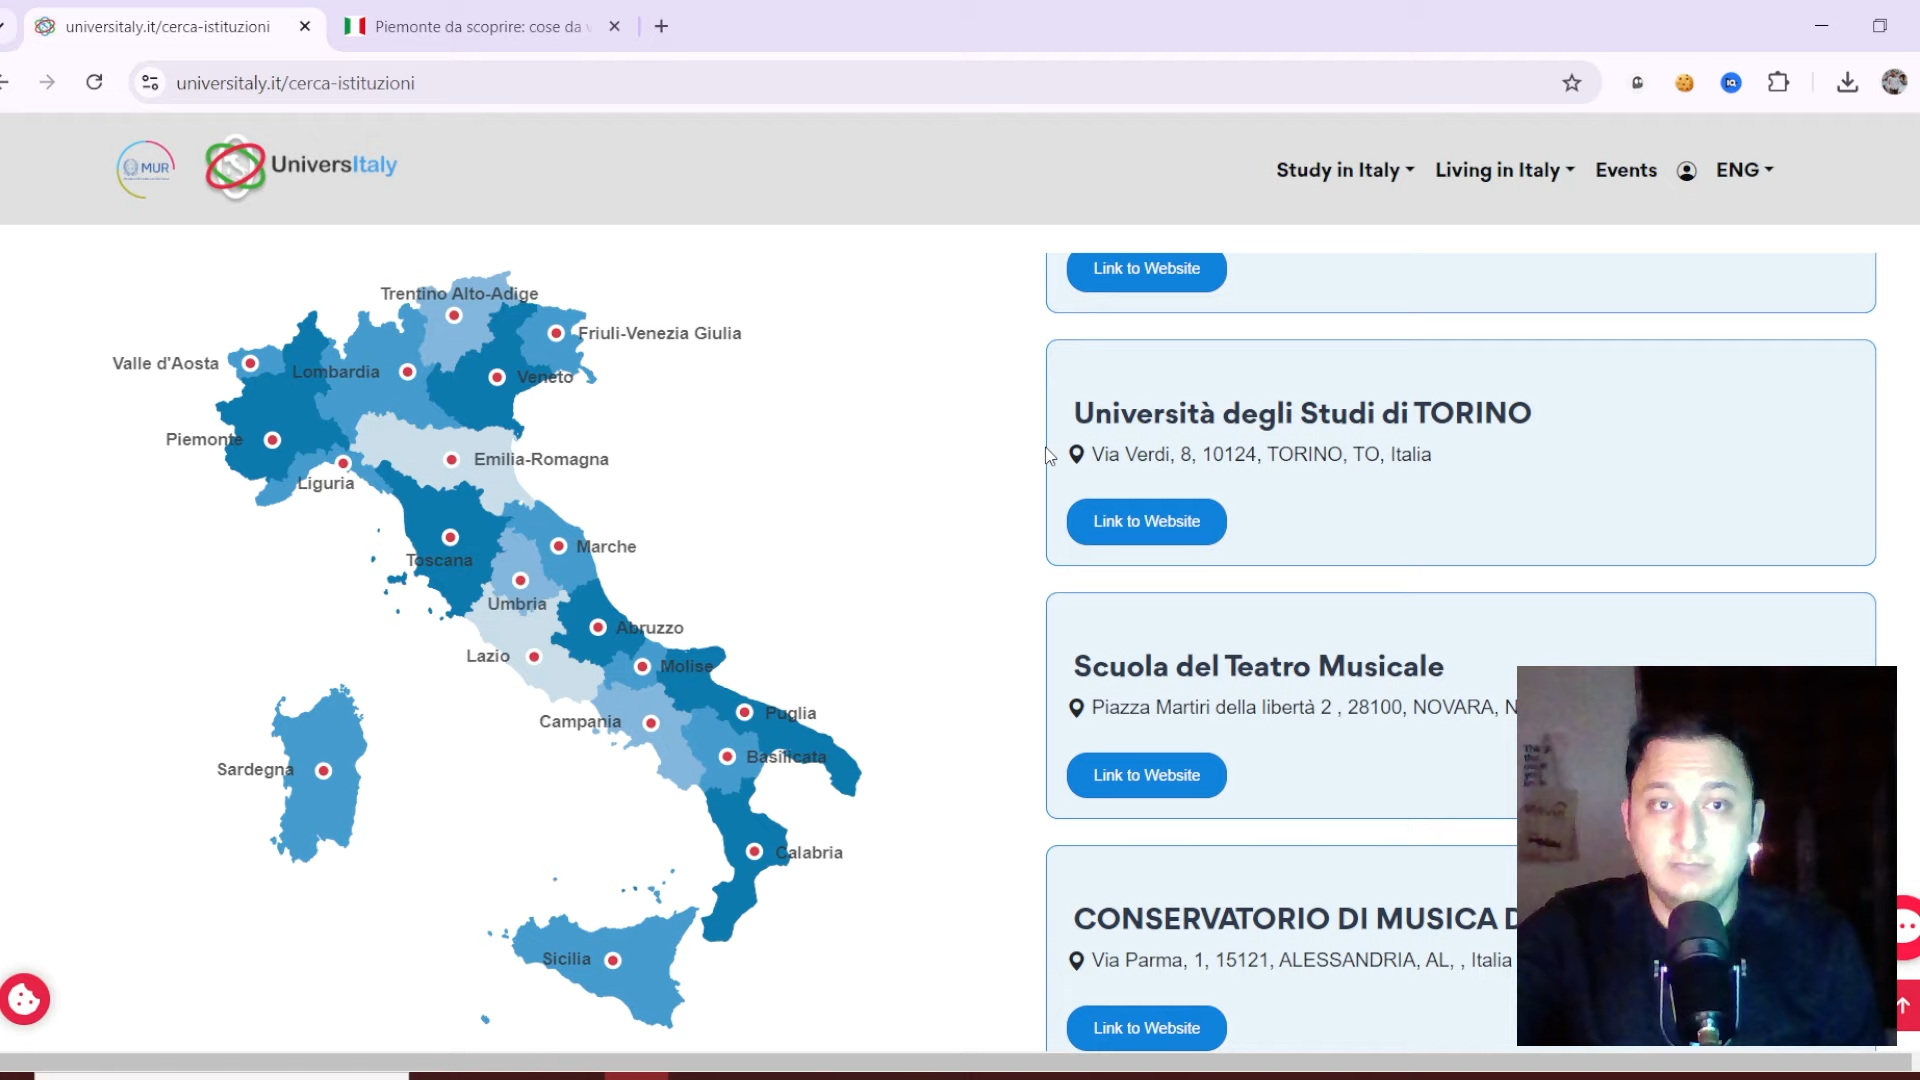 universitaly.it/cerca-istituzioni
Piemonte da scoprire: cose da
universitaly.it/cerca-istituzioni
MUR
UniversItaly
Study in Italy
Living in Italy
Events
ENG
Trentino Alto-Adige
Friuli-Venezia Giulia
Valle d'Aosta
Lombardia
Veneto
Piemonte
Emilia-Romagna
Liguria
Toscana
Marche
Umbria
Abruzzo
Lazio
Molise
Campania
Puglia
Basilicata
Sardegna
Calabria
Sicilia
Link to Website
Università degli Studi di TORINO
Via Verdi, 8, 10124, TORINO, TO, Italia
Link to Website
Scuola del Teatro Musicale
Piazza Martiri della libertà 2 , 28100, NOVARA, N
Link to Website
CONSERVATORIO DI MUSICA D
Via Parma, 1, 15121, ALESSANDRIA, AL, , Italia
Link to Website